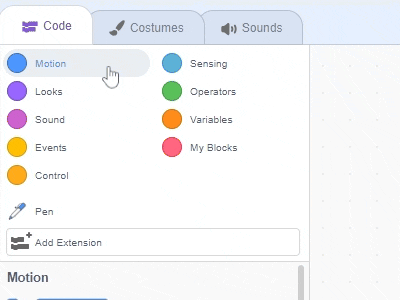 Code Costumes Sounds
Motion Sensing
Looks Operators
Sound Variables
Events My Blocks
Control
Pen
Add Extension
Motion